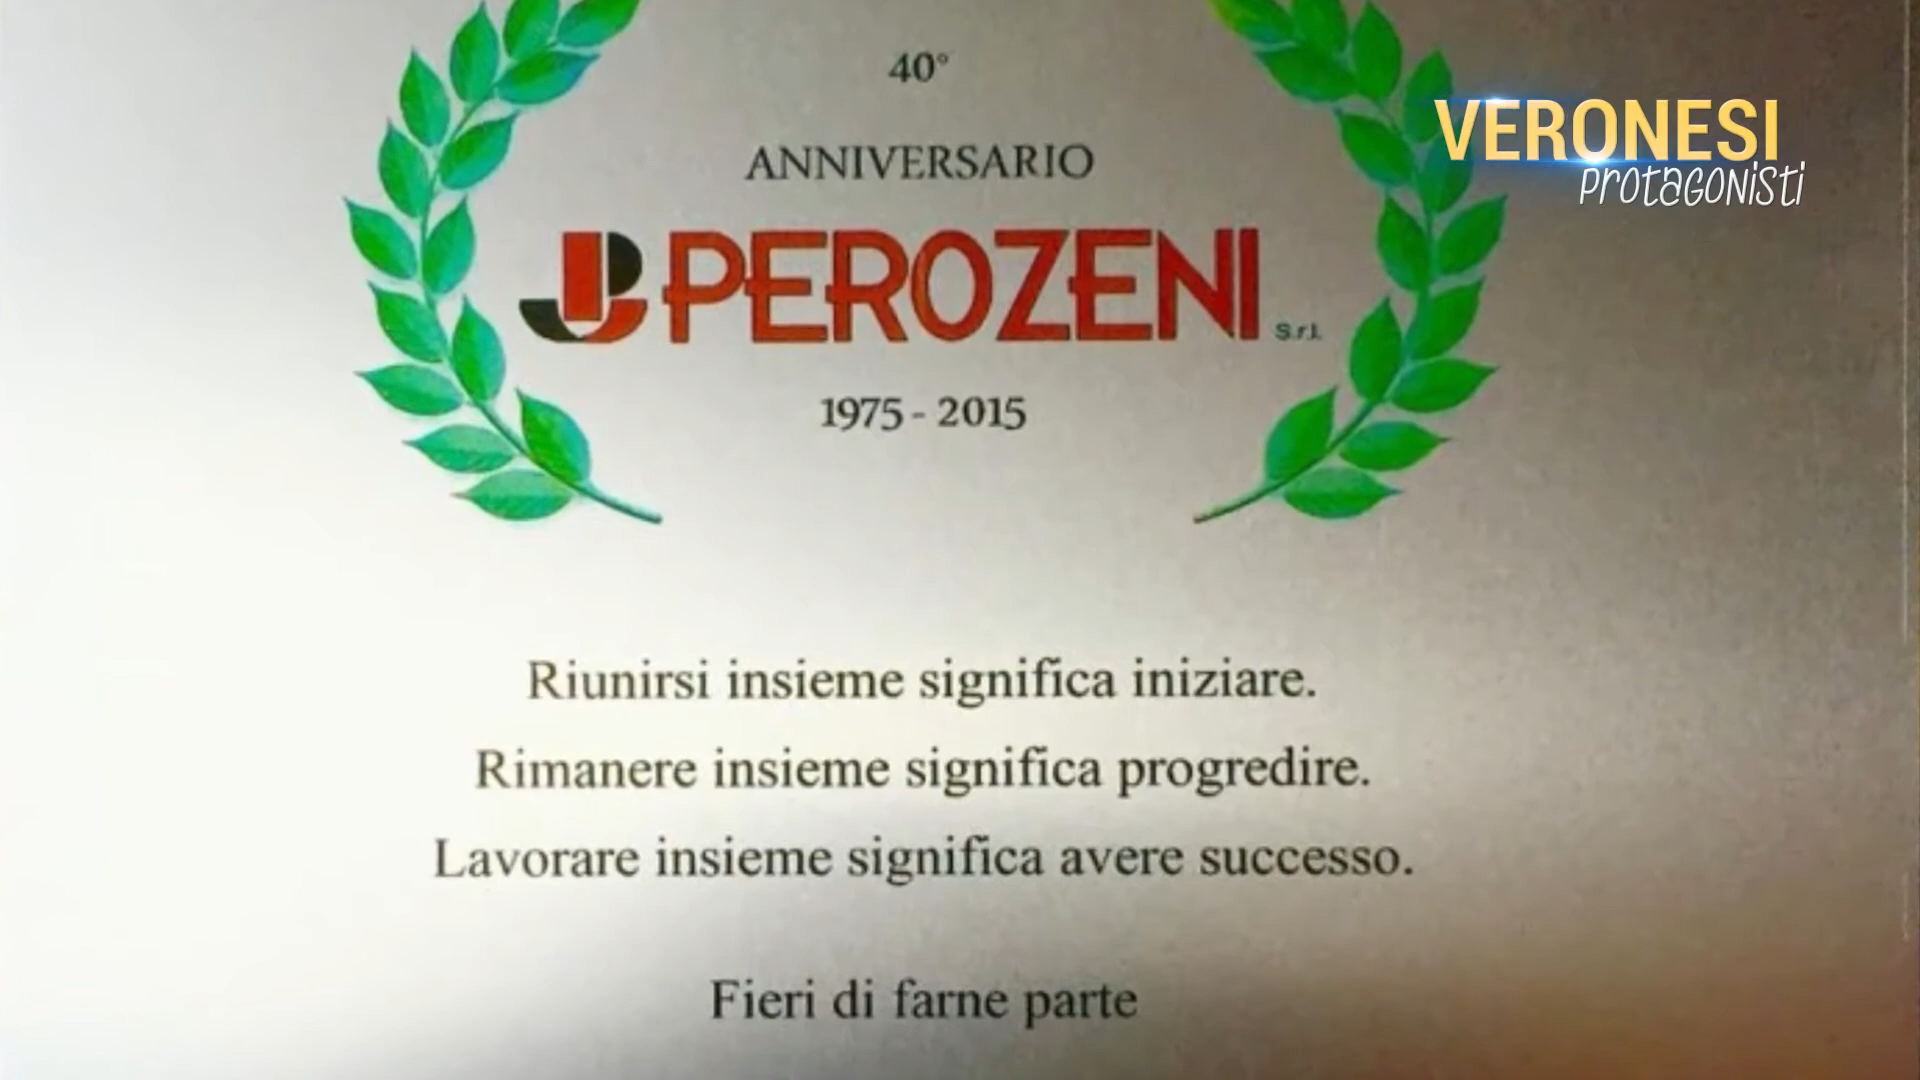 40°
ANNIVERSARIO
PEROZENI S.r.l.
1975 - 2015
VERONESI
PROTAGONISTI
Riunirsi insieme significa iniziare.
Rimanere insieme significa progredire.
Lavorare insieme significa avere successo.
Fieri di farne parte